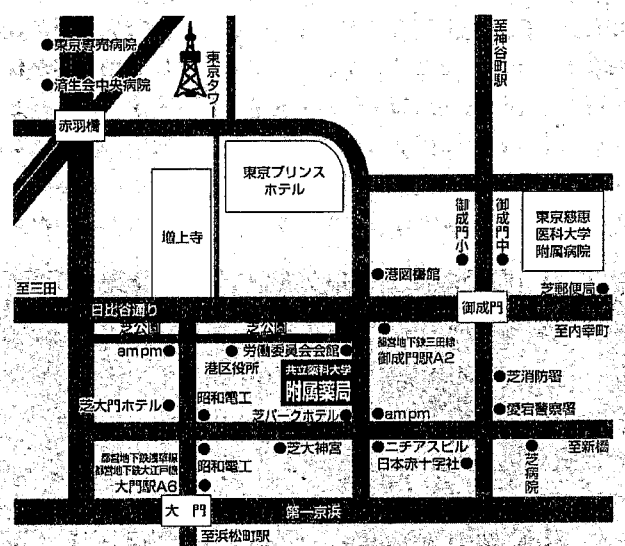 東京専売病院
済生会中央病院
東京タワー
至神谷町駅
赤羽橋
東京プリンス
ホテル
増上寺
御成門小
御成門中
東京慈恵
医科大学
附属病院
港図書館
至三田
芝郵便局
日比谷通り
御成門
芝公園
芝公園
至内幸町
ampm
労働委員会会館
都営地下鉄三田線
御成門駅A2
港区役所
共立薬科大学
附属薬局
芝消防署
昭和電工
芝大門ホテル
芝パークホテル
ampm
愛宕警察署
都営地下鉄浅草線
都営地下鉄大江戸線
大門駅A6
昭和電工
芝大神宮
ニチアスビル
日本赤十字社
芝病院
至新橋
大門
第一京浜
至浜松町駅